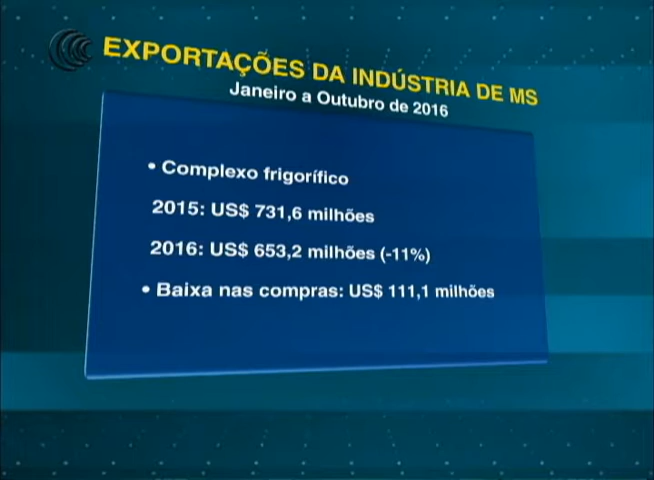 EXPORTAÇÕES DA INDÚSTRIA DE MS
Janeiro a Outubro de 2016
• Complexo frigorífico
2015: US$ 731,6 milhões
2016: US$ 653,2 milhões (-11%)
• Baixa nas compras: US$ 111,1 milhões